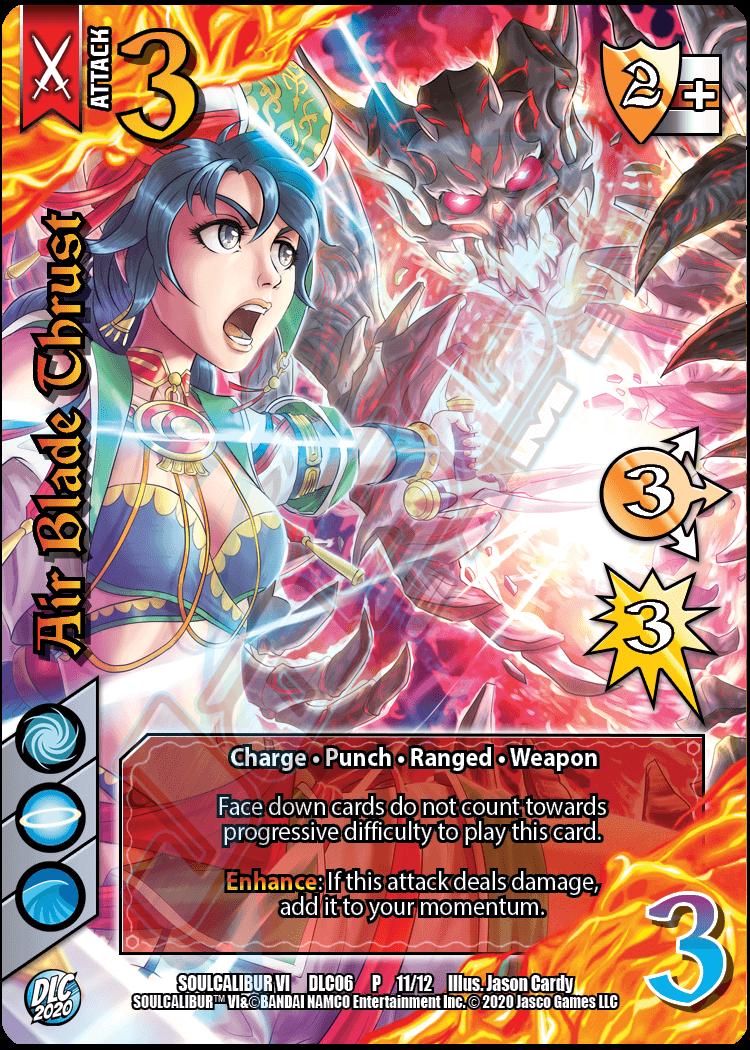 ATTACK
3
2
+
Air Blade Thrust
3
3
Charge • Punch • Ranged • Weapon
Face down cards do not count towards
progressive difficulty to play this card.
Enhance: If this attack deals damage,
add it to your momentum.
3
DLC
2020
SOULCALIBUR VI DLC06 P 11/12 Illus. Jason Cardy
SOULCALIBUR™ VI&©BANDAI NAMCO Entertainment Inc. © 2020 Jasco Games LLC